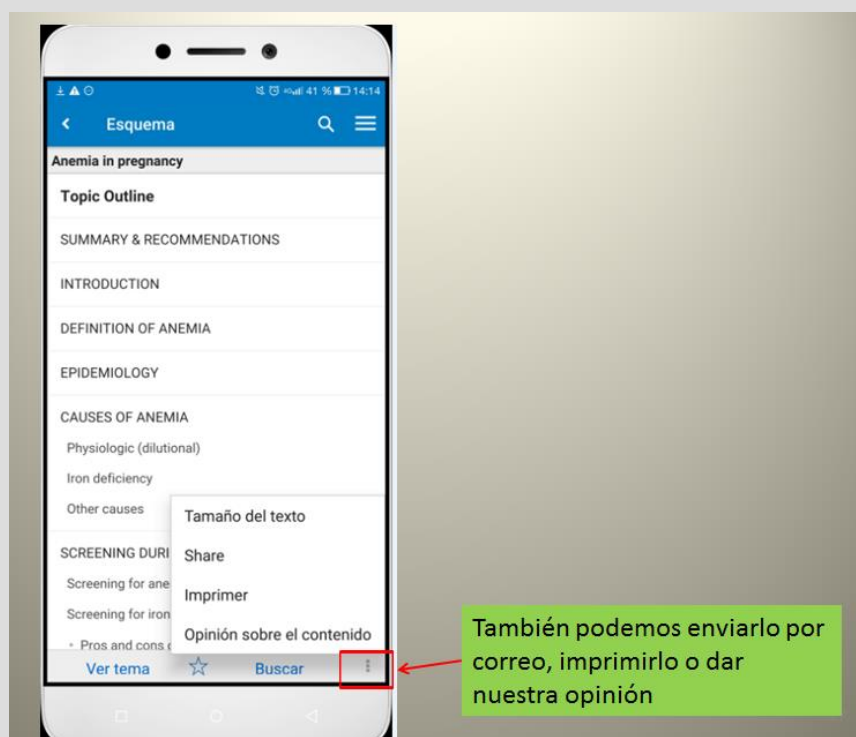 41 % 14:14
Esquema
Anemia in pregnancy
Topic Outline
SUMMARY & RECOMMENDATIONS
INTRODUCTION
DEFINITION OF ANEMIA
EPIDEMIOLOGY
CAUSES OF ANEMIA
Physiologic (dilutional)
Iron deficiency
Other causes
SCREENING DURI
Screening for ane
Screening for iron
Pros and cons
Tamaño del texto
Share
Imprimer
Opinión sobre el contenido
Ver tema
Buscar
También podemos enviarlo por
correo, imprimirlo o dar
nuestra opinión